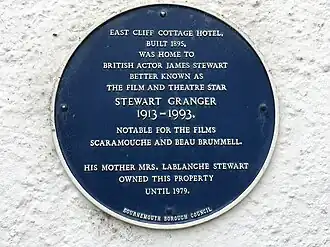 EAST CLIFF COTTAGE HOTEL,
BUILT 1895,
WAS HOME TO
BRITISH ACTOR JAMES STEWART
BETTER KNOWN AS
THE FILM AND THEATRE STAR
STEWART GRANGER
1913-1993,
NOTABLE FOR THE FILMS
SCARAMOUCHE AND BEAU BRUMMELL.
HIS MOTHER MRS. LABLANCHE STEWART
OWNED THIS PROPERTY
UNTIL 1979.
BOURNEMOUTH BOROUGH COUNCIL